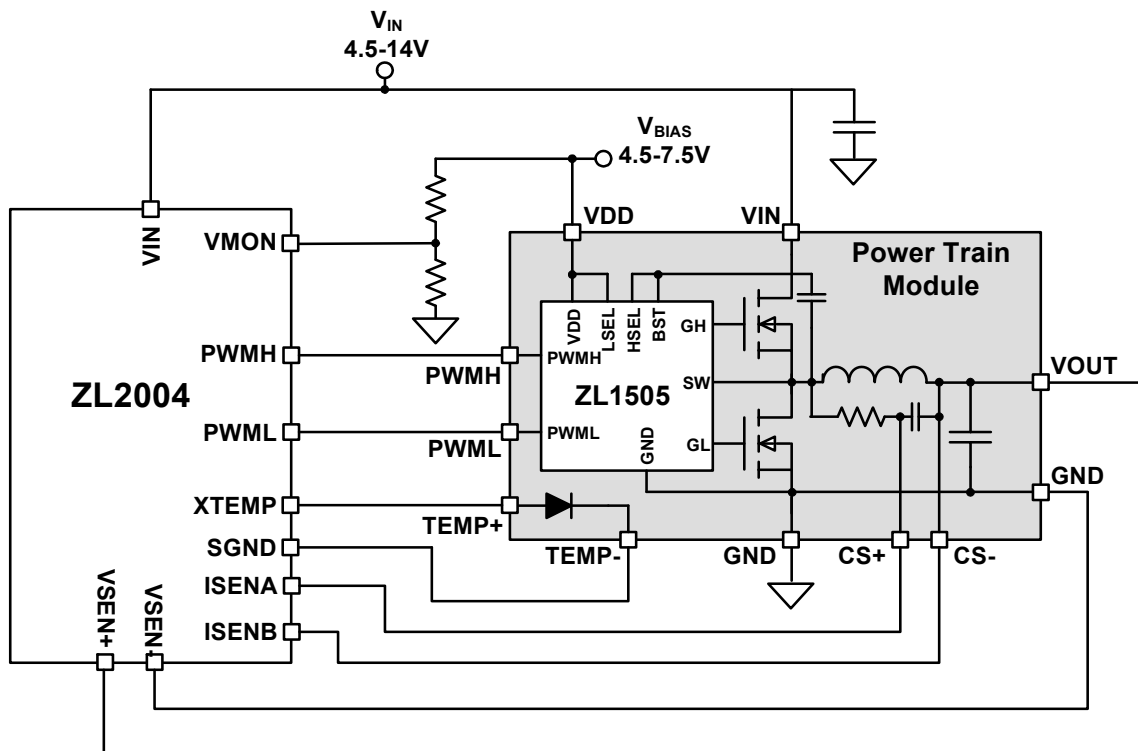 V_IN
4.5-14V
V_BIAS
4.5-7.5V
VDD
VIN
VIN
VMON
Power Train
Module
VDD
LSEL
HSEL
BST
GH
PWMH
PWMH
PWMH
VOUT
ZL2004
ZL1505
SW
PWML
PWML
PWML
GND
GL
GND
XTEMP
TEMP+
SGND
TEMP-
GND
CS+
CS-
ISENA
VSEN+
VSEN-
ISENB